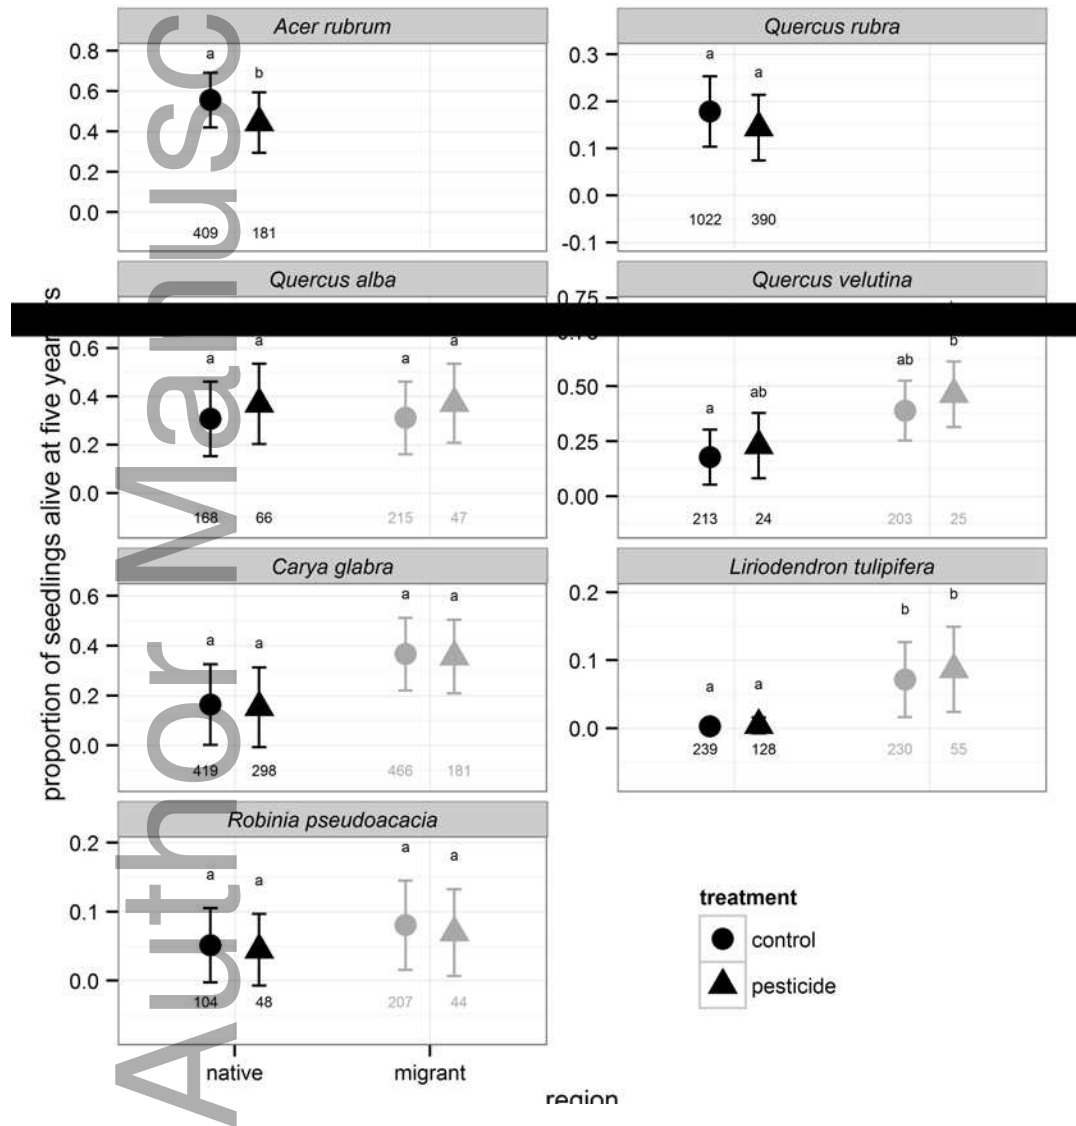 Acer rubrum
0.8
0.6
0.4
0.2
0.0
a
b
409
181
Quercus rubra
0.3
0.2
0.1
0.0
-0.1
a
a
1022
390
Quercus alba
0.6
0.4
0.2
0.0
a
a
a
a
168
66
215
47
Quercus velutina
0.75
0.50
0.25
0.00
a
ab
ab
b
213
24
203
25
Carya glabra
0.6
0.4
0.2
0.0
a
a
a
a
419
298
466
181
Liriodendron tulipifera
0.2
0.1
0.0
a
a
b
b
239
128
230
55
Robinia pseudoacacia
0.2
0.1
0.0
a
a
a
a
104
48
207
44
native
migrant
region
proportion of seedlings alive at five
treatment
control
pesticide
Author Manusc